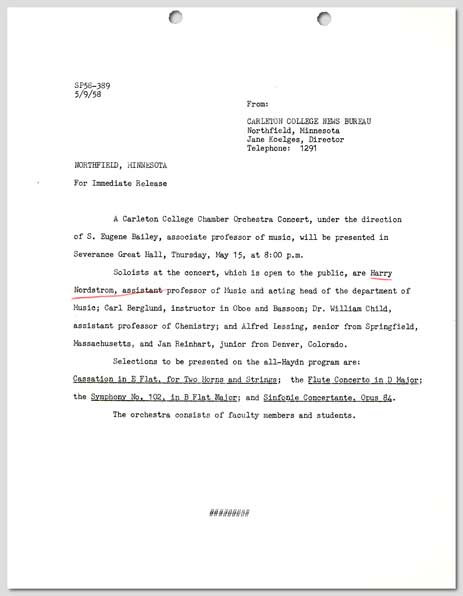 SP58-389
5/9/58
From:
CARLETON COLLEGE NEWS BUREAU
Northfield, Minnesota
Jane Koelges, Director
Telephone: 1291
NORTHFIELD, MINNESOTA
For Immediate Release
A Carleton College Chamber Orchestra Concert, under the direction
of S. Eugene Bailey, associate professor of music, will be presented in
Severance Great Hall, Thursday, May 15, at 8:00 p.m.
Soloists at the concert, which is open to the public, are Harry
Nordstrom, assistant professor of Music and acting head of the department of
Music; Carl Berglund, instructor in Oboe and Bassoon; Dr. William Child,
assistant professor of Chemistry; and Alfred Lessing, senior from Springfield,
Massachusetts, and Jan Reinhart, junior from Denver, Colorado.
Selections to be presented on the all-Haydn program are:
Cassation in E Flat, for Two Horns and Strings; the Flute Concerto in D Major;
the Symphony No. 102, in B Flat Major; and Sinfonie Concertante, Opus 84.
The orchestra consists of faculty members and students.
#########